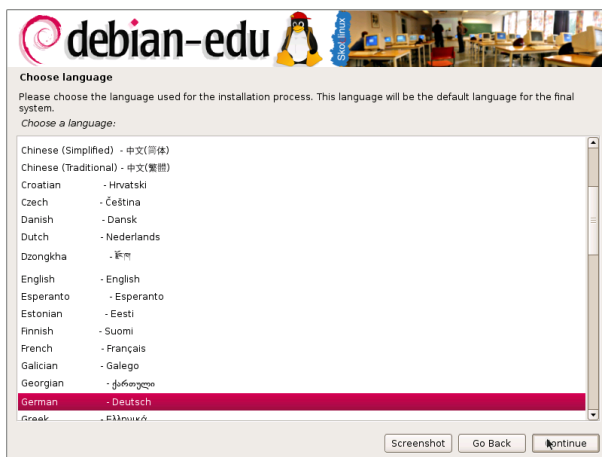 debian-edu
Skolelinux
Choose language
Please choose the language used for the installation process. This language will be the default language for the final
system.
Choose a language:
Chinese (Simplified) - 中文(简体)
Chinese (Traditional) - 中文(繁體)
Croatian - Hrvatski
Czech - Čeština
Danish - Dansk
Dutch - Nederlands
Dzongkha - རྫོང་ཁ།
English - English
Esperanto - Esperanto
Estonian - Eesti
Finnish - Suomi
French - Français
Galician - Galego
Georgian - ქართული
German - Deutsch
Greek - Ελληνικά
Screenshot
Go Back
Continue